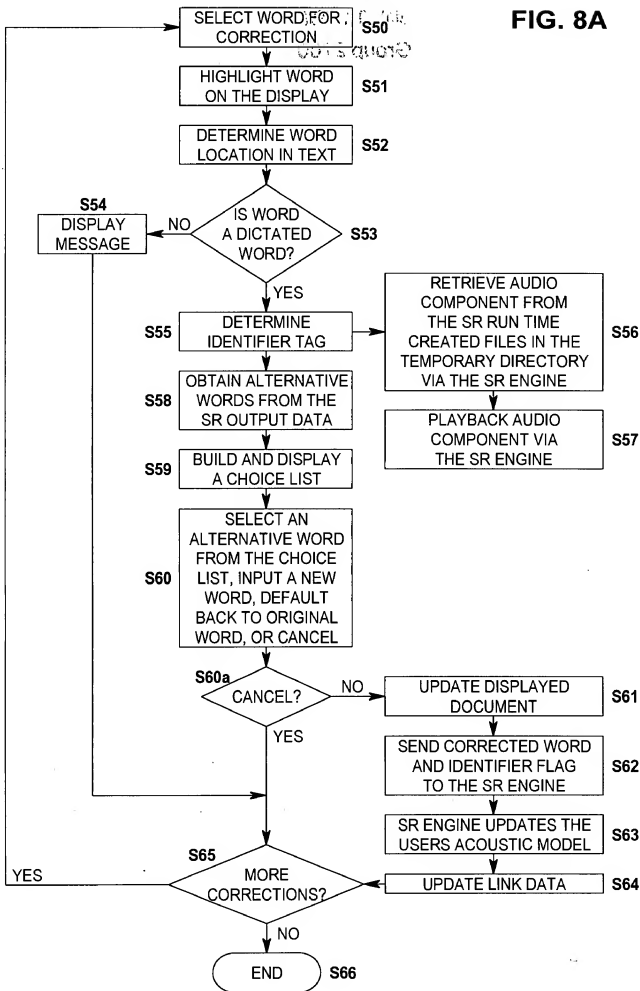 FIG. 8A
SELECT WORD FOR
CORRECTION
S50
HIGHLIGHT WORD
ON THE DISPLAY
S51
DETERMINE WORD
LOCATION IN TEXT
S52
IS WORD
A DICTATED
WORD?
S53
NO
S54
DISPLAY
MESSAGE
YES
S55
DETERMINE
IDENTIFIER TAG
RETRIEVE AUDIO
COMPONENT FROM
THE SR RUN TIME
CREATED FILES IN THE
TEMPORARY DIRECTORY
VIA THE SR ENGINE
S56
PLAYBACK AUDIO
COMPONENT VIA
THE SR ENGINE
S57
S58
OBTAIN ALTERNATIVE
WORDS FROM THE
SR OUTPUT DATA
S59
BUILD AND DISPLAY
A CHOICE LIST
S60
SELECT AN
ALTERNATIVE WORD
FROM THE CHOICE
LIST, INPUT A NEW
WORD, DEFAULT
BACK TO ORIGINAL
WORD, OR CANCEL
S60a
CANCEL?
NO
YES
UPDATE DISPLAYED
DOCUMENT
S61
SEND CORRECTED WORD
AND IDENTIFIER FLAG
TO THE SR ENGINE
S62
SR ENGINE UPDATES THE
USERS ACOUSTIC MODEL
S63
UPDATE LINK DATA
S64
S65
MORE
CORRECTIONS?
YES
NO
END
S66